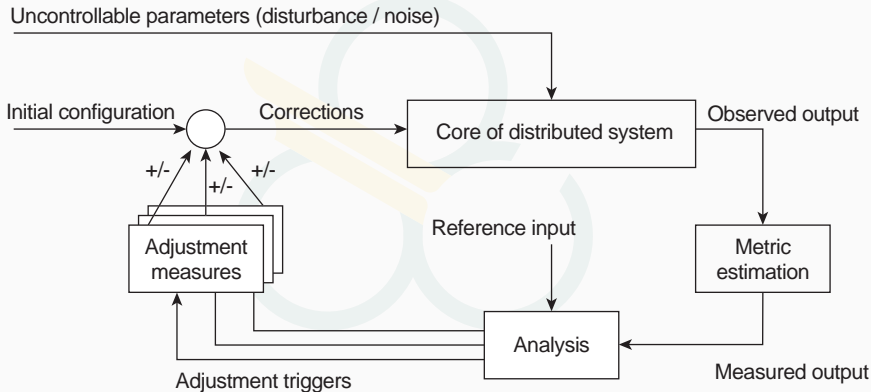 Uncontrollable parameters (disturbance / noise)
Initial configuration
Corrections
Core of distributed system
Observed output
+/-
+/-
+/-
Reference input
Adjustment
measures
Metric
estimation
Analysis
Adjustment triggers
Measured output